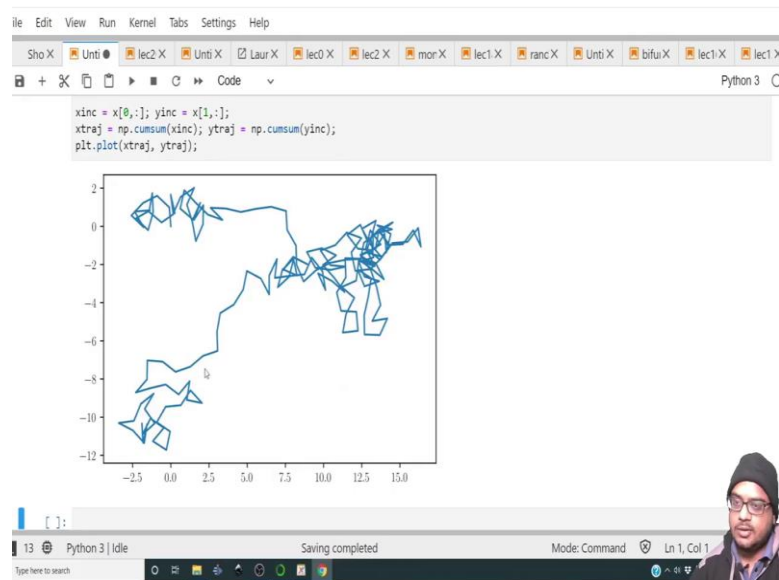 ile Edit View Run Kernel Tabs Settings Help
Sho X Unti lec2 X Unti X Laur X lec0 X lec2 X mor X lec1 X ranc X Unti X bifui X lec1 X lec1 X
Code Python 3
xinc = x[0,:]; yinc = x[1,:];
xtraj = np.cumsum(xinc); ytraj = np.cumsum(yinc);
plt.plot(xtraj, ytraj);
2
0
−2
−4
−6
−8
−10
−12
−2.5 0.0 2.5 5.0 7.5 10.0 12.5 15.0
[ ]:
13 Python 3 | Idle Saving completed Mode: Command Ln 1, Col 1
Type here to search